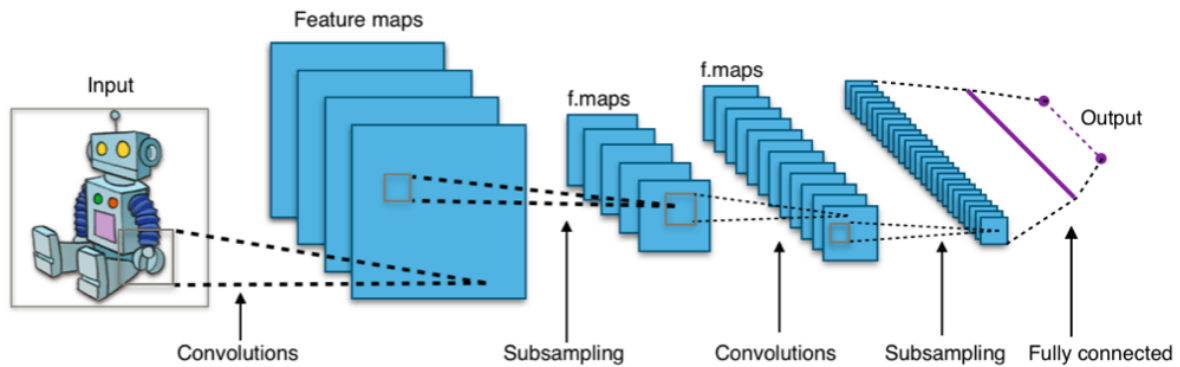 Feature maps
f.maps
f.maps
Input
Output
Convolutions
Subsampling
Convolutions
Subsampling
Fully connected